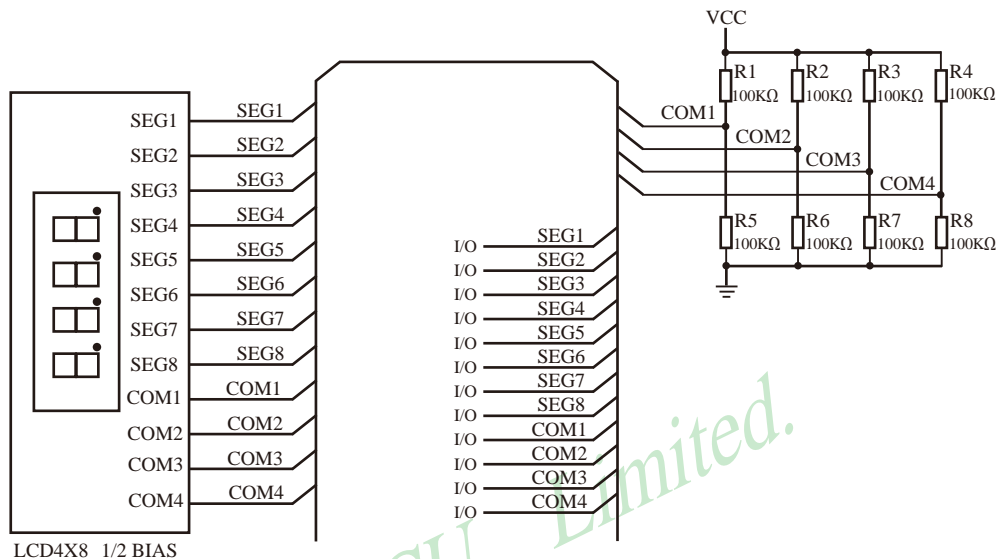 VCC
R1
100KΩ
R2
100KΩ
R3
100KΩ
R4
100KΩ
COM1
COM2
COM3
COM4
R5
100KΩ
R6
100KΩ
R7
100KΩ
R8
100KΩ
SEG1
SEG2
SEG3
SEG4
SEG5
SEG6
SEG7
SEG8
COM1
COM2
COM3
COM4
SEG1
SEG2
SEG3
SEG4
SEG5
SEG6
SEG7
SEG8
COM1
COM2
COM3
COM4
I/O SEG1
I/O SEG2
I/O SEG3
I/O SEG4
I/O SEG5
I/O SEG6
I/O SEG7
I/O SEG8
I/O COM1
I/O COM2
I/O COM3
I/O COM4
LCD4X8 1/2 BIAS
Limited.